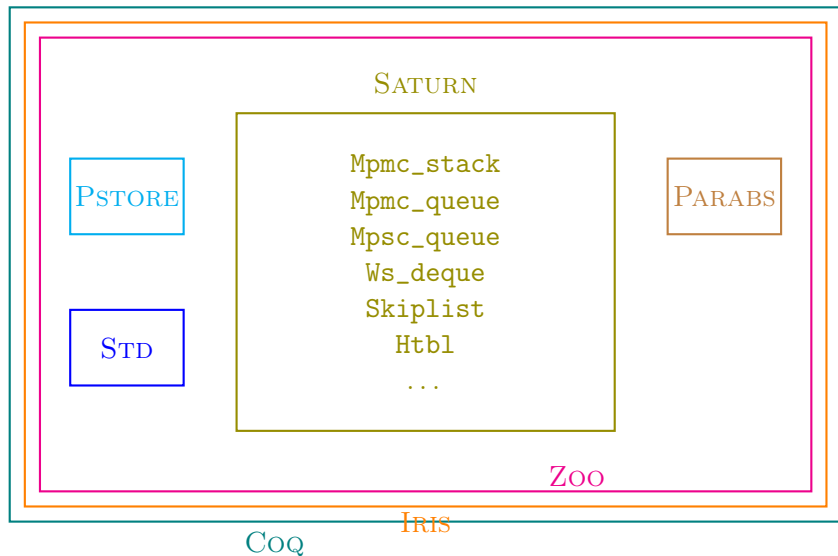 SATURN
Mpmc_stack
PSTORE
Mpmc_queue
PARABS
Mpsc_queue
Ws_deque
Skiplist
STD
Htbl
...
ZOO
IRIS
COQ